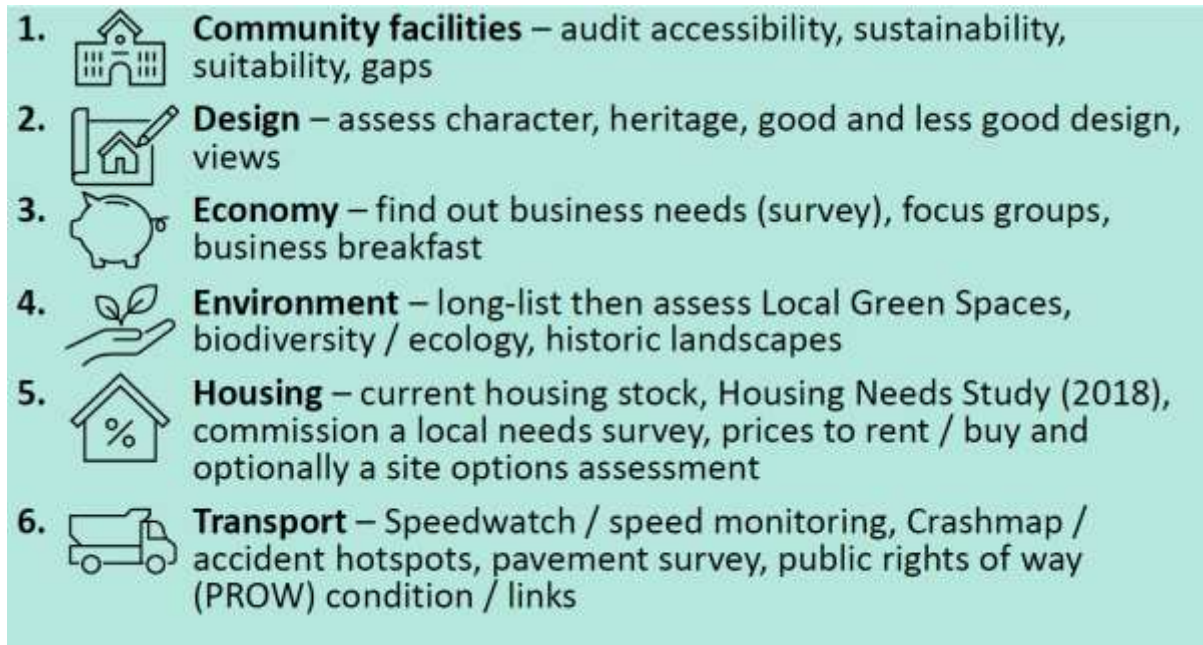 1. Community facilities – audit accessibility, sustainability,
suitability, gaps
2. Design – assess character, heritage, good and less good design,
views
3. Economy – find out business needs (survey), focus groups,
business breakfast
4. Environment – long-list then assess Local Green Spaces,
biodiversity / ecology, historic landscapes
5. Housing – current housing stock, Housing Needs Study (2018),
%
commission a local needs survey, prices to rent / buy and
optionally a site options assessment
6. Transport – Speedwatch / speed monitoring, Crashmap /
accident hotspots, pavement survey, public rights of way
(PROW) condition / links